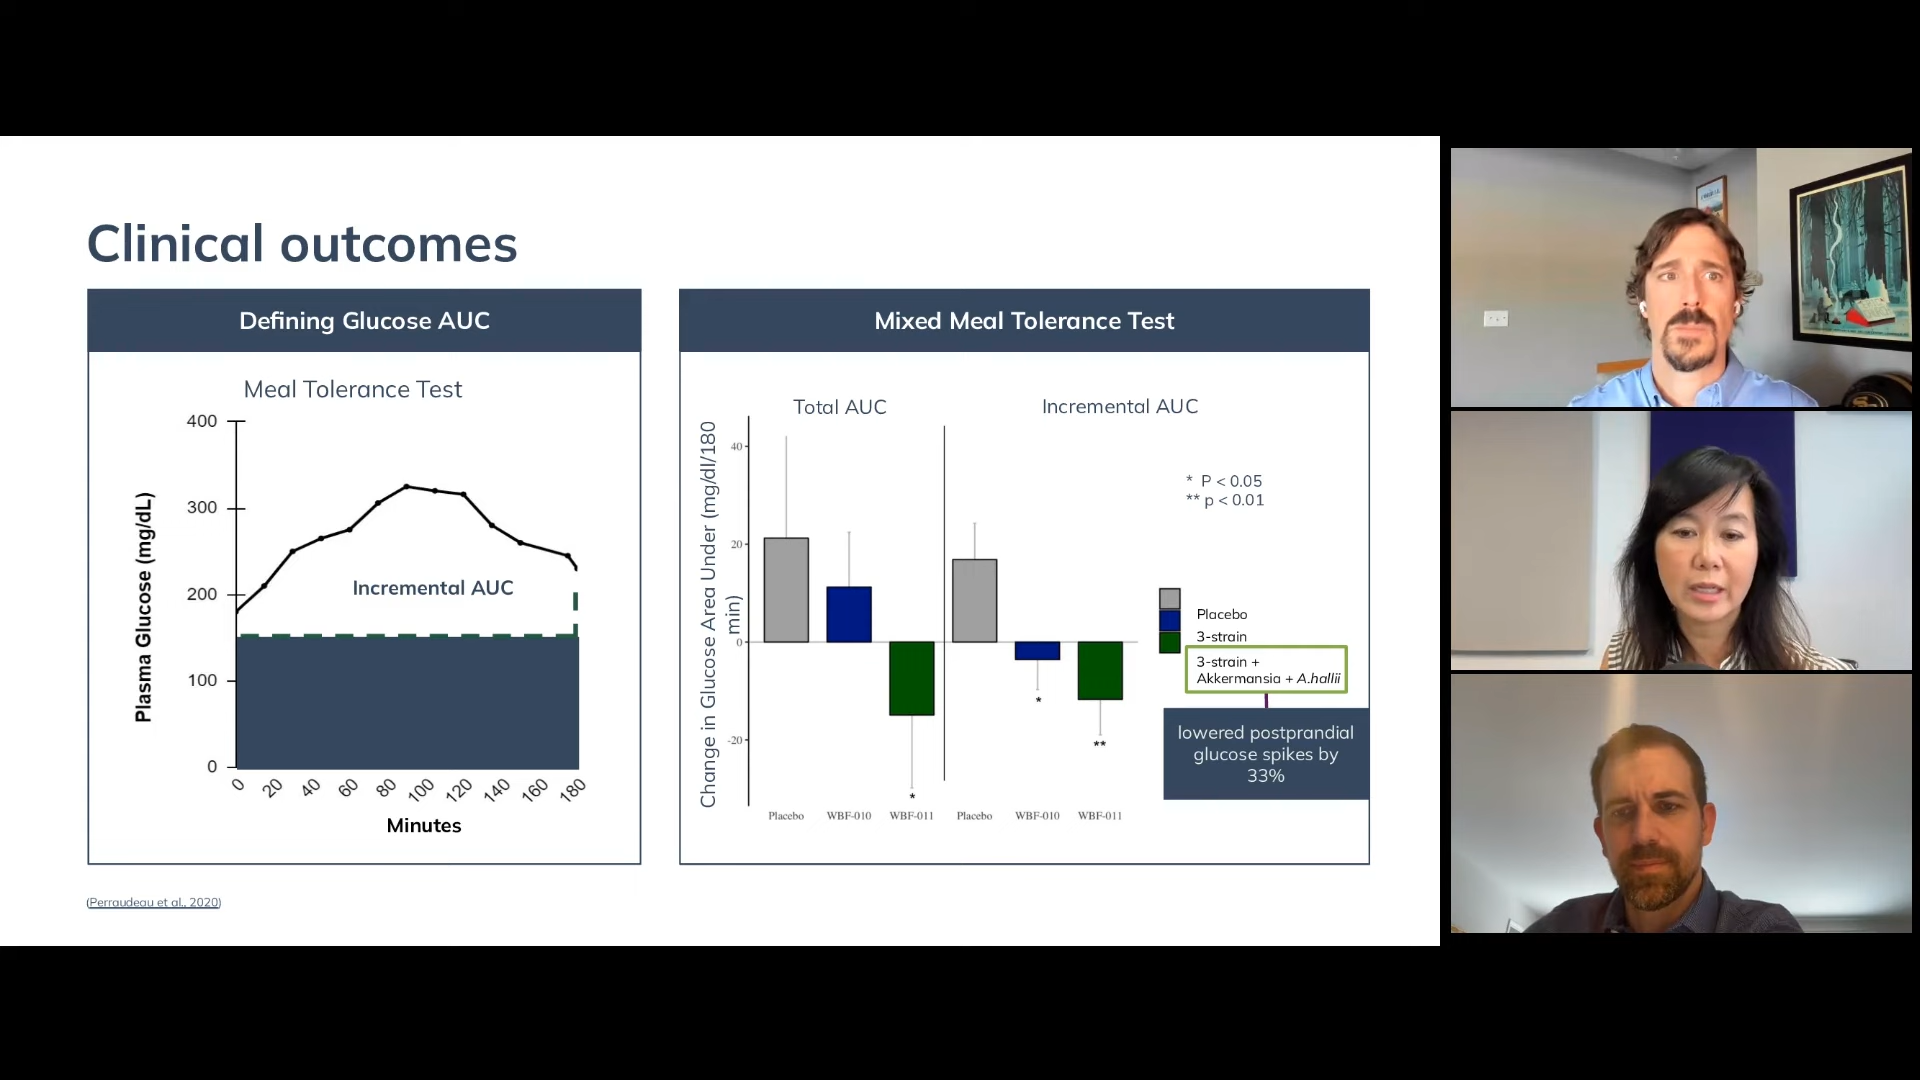 Clinical outcomes
Defining Glucose AUC
Meal Tolerance Test
400
300
200
100
0
Plasma Glucose (mg/dL)
Incremental AUC
0 20 40 60 80 100 120 140 160 180
Minutes
(Perraudeau et al., 2020)
Mixed Meal Tolerance Test
Total AUC
Incremental AUC
Change in Glucose Area Under (mg/dl/180
min)
40
20
0
-20
* P < 0.05
** p < 0.01
*
*
**
Placebo WBF-010 WBF-011 Placebo WBF-010 WBF-011
Placebo
3-strain
3-strain +
Akkermansia + A.hallii
lowered postprandial
glucose spikes by
33%